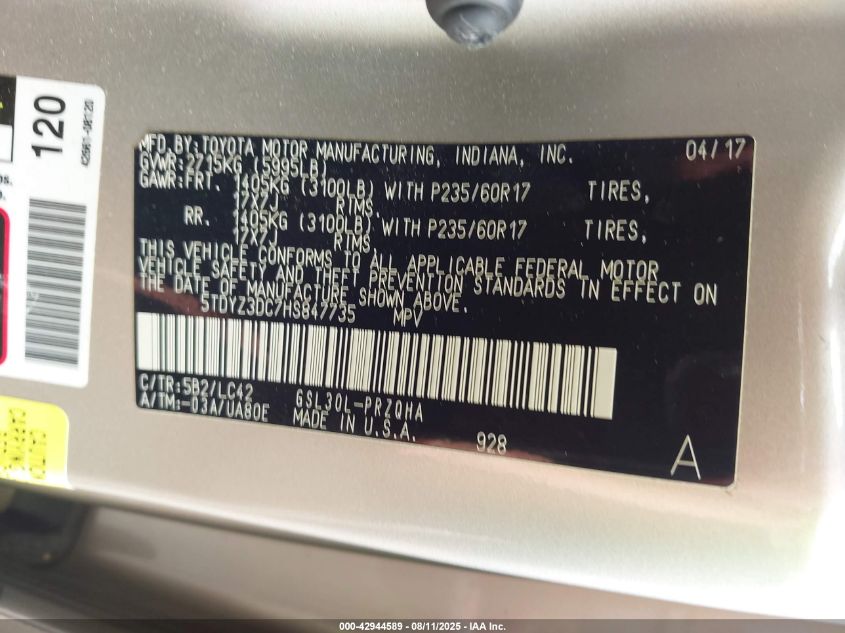 120
42661-08120
MFD.BY:TOYOTA MOTOR MANUFACTURING, INDIANA, INC. 04/17
GVWR:2715KG (5995LB)
GAWR:FRT. 1405KG (3100LB) WITH P235/60R17 TIRES,
17X7J RIMS,
RR. 1405KG (3100LB) WITH P235/60R17 TIRES,
17X7J RIMS
THIS VEHICLE CONFORMS TO ALL APPLICABLE FEDERAL MOTOR
VEHICLE SAFETY AND THEFT PREVENTION STANDARDS IN EFFECT ON
THE DATE OF MANUFACTURE SHOWN ABOVE.
5TDYZ3DC7HS847735 MPV
C/TR:5B2/LC42 GSL30L-PRZQHA
A/TM:-03A/UA80E MADE IN U.S.A.
928
A
000-42944589 - 08/11/2025 - IAA Inc.